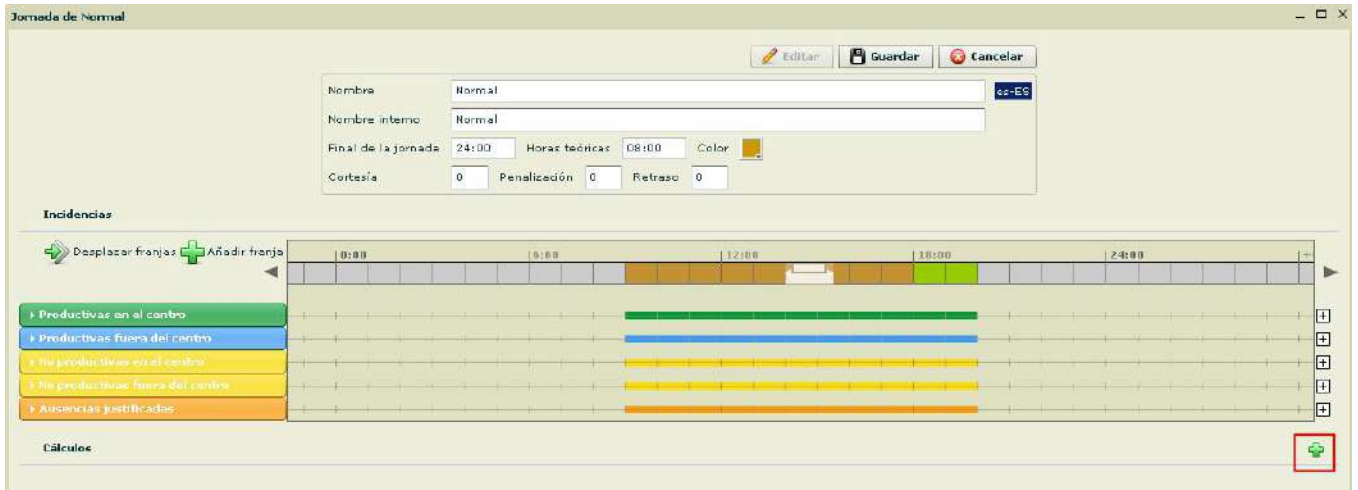 Jornada de Normal
Editar Guardar Cancelar
Nombre Normal es-ES
Nombre interno Normal
Final de la jornada 24:00 Horas teóricas 08:00 Color
Cortesía 0 Penalización 0 Retraso 0
Incidencias
Desplazar franjas Añadir franja
0:00 6:00 12:00 18:00 24:00
Productivas en el centro
Productivas fuera del centro
No productivas en el centro
No productivas fuera del centro
Ausencias justificadas
Cálculos